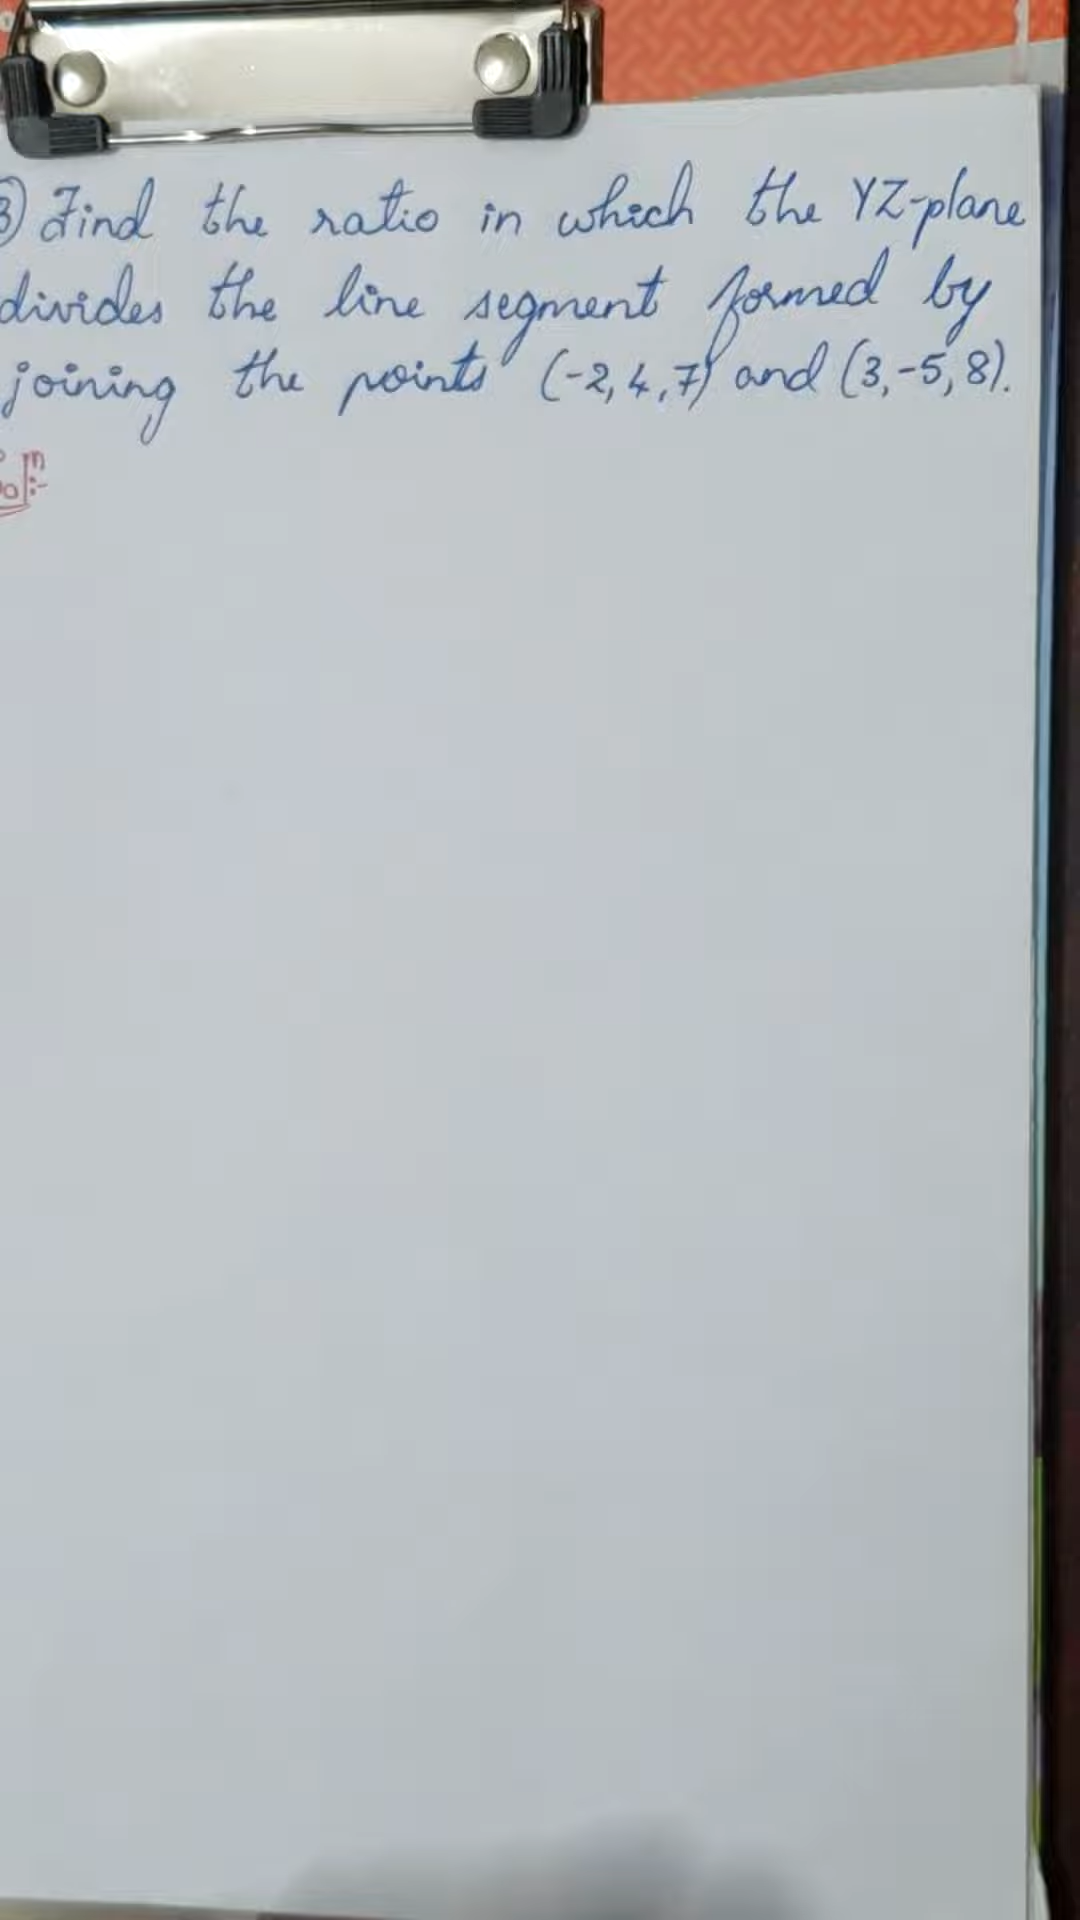 3) Find the ratio in which the YZ-plane
divides the line segment formed by
joining the points (-2,4,7) and (3,-5,8).
Solⁿ:-